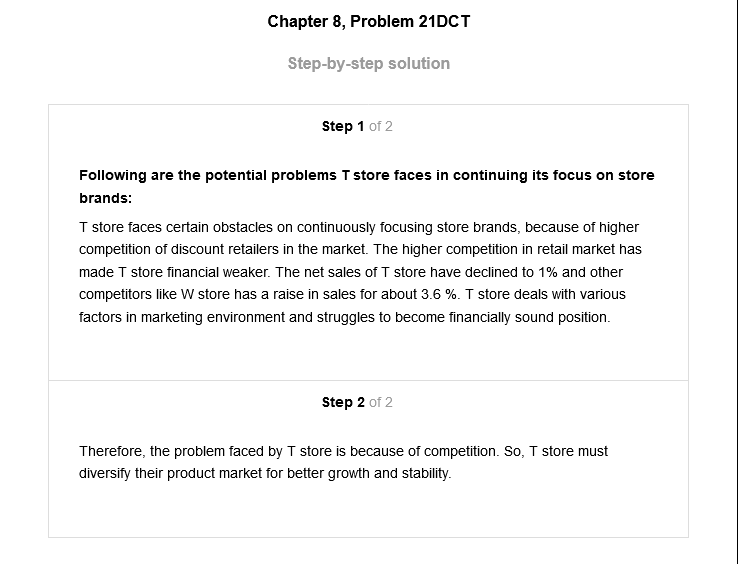 Chapter 8, Problem 21DCT
Step-by-step solution
Step 1 of 2
Following are the potential problems T store faces in continuing its focus on store
brands:
T store faces certain obstacles on continuously focusing store brands, because of higher
competition of discount retailers in the market. The higher competition in retail market has
made T store financial weaker. The net sales of T store have declined to 1% and other
competitors like W store has a raise in sales for about 3.6 %. T store deals with various
factors in marketing environment and struggles to become financially sound position.
Step 2 of 2
Therefore, the problem faced by T store is because of competition. So, T store must
diversify their product market for better growth and stability.